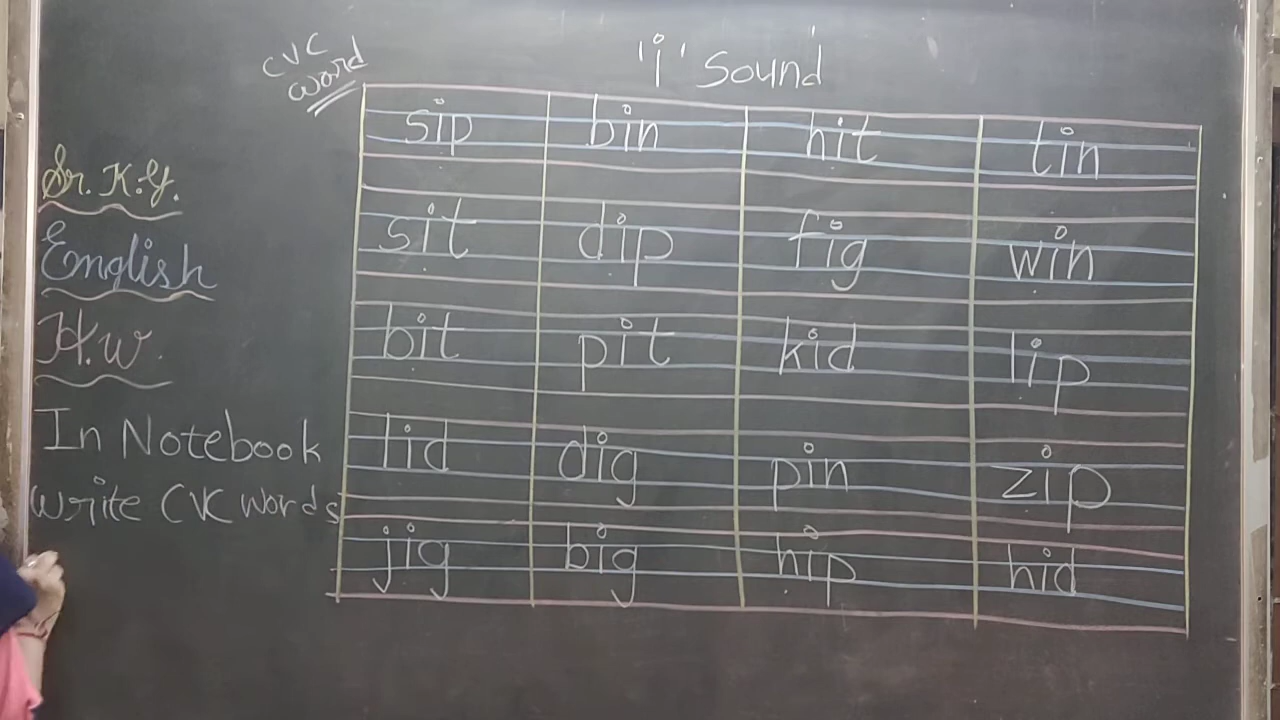 CVC
word
'i' Sound
Sr. K.G.
English
H.W.
In Notebook
Write CVC words
sip bin hit tin
sit dip fig win
bit pit kid lip
lid dig pin zip
jig big hip hid